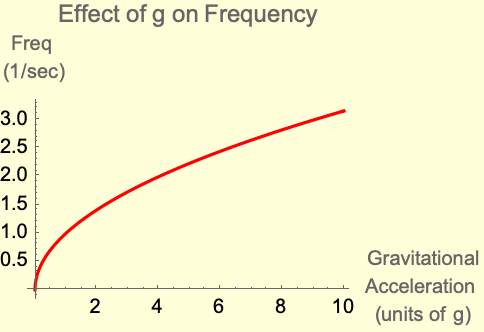 Effect of g on Frequency
Freq
(1/sec)
3.0
2.5
2.0
1.5
1.0
0.5
2 4 6 8 10
Gravitational
Acceleration
(units of g)